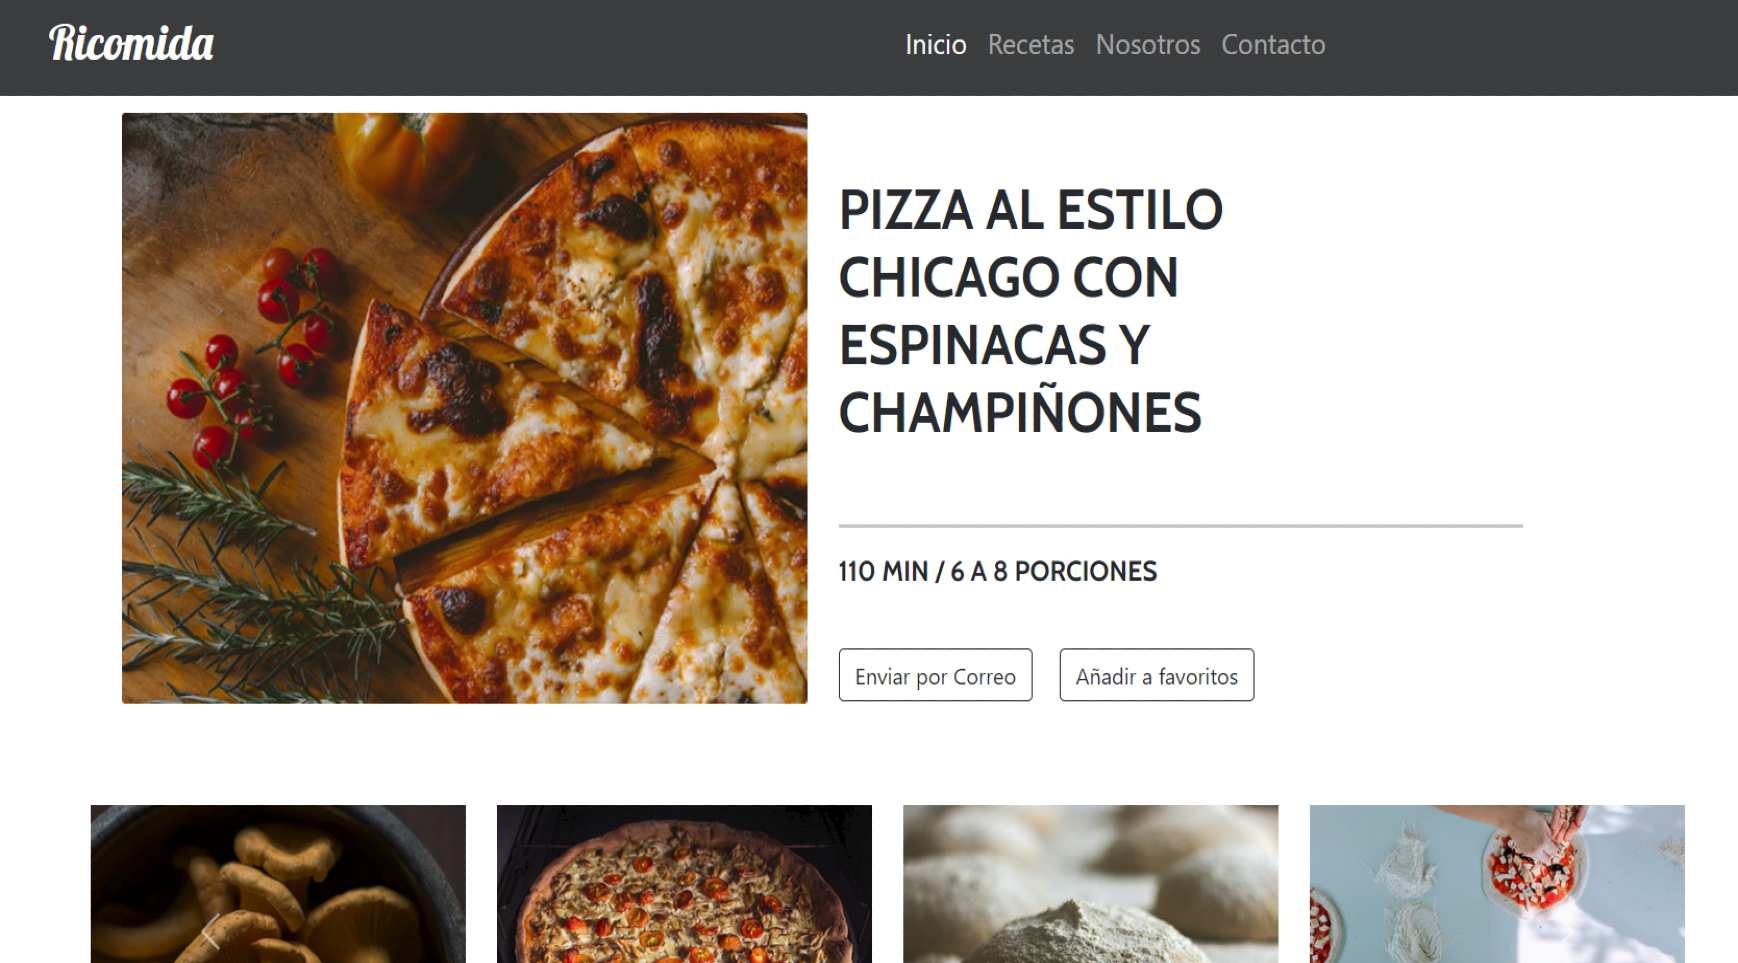 Ricomida
Inicio Recetas Nosotros Contacto
PIZZA AL ESTILO
CHICAGO CON
ESPINACAS Y
CHAMPIÑONES
110 MIN / 6 A 8 PORCIONES
Enviar por Correo
Añadir a favoritos